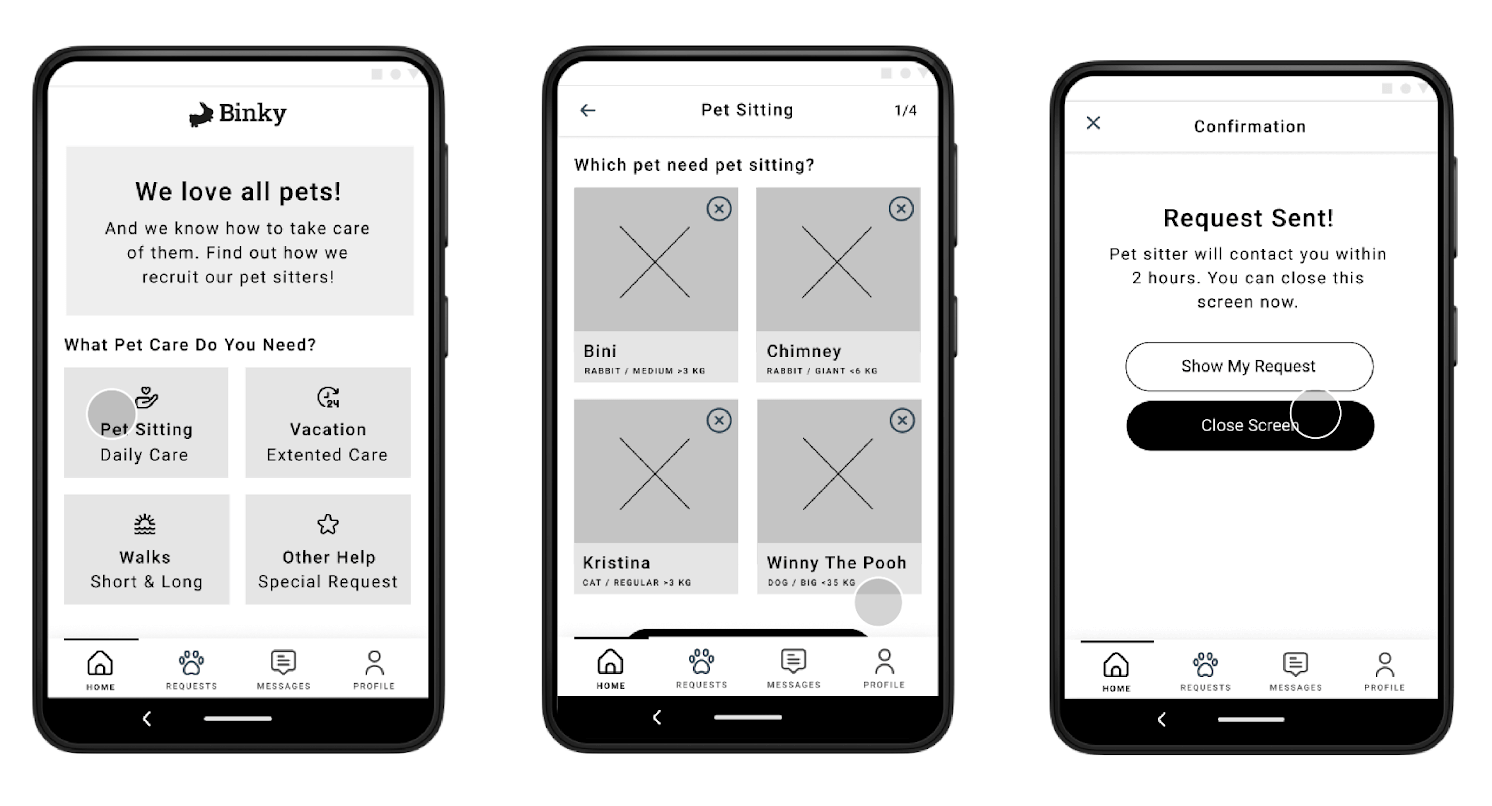 Binky
We love all pets!
And we know how to take care
of them. Find out how we
recruit our pet sitters!
What Pet Care Do You Need?
Pet Sitting
Daily Care
24
Vacation
Extented Care
Walks
Short & Long
Other Help
Special Request
HOME
REQUESTS
MESSAGES
PROFILE
Pet Sitting
1/4
Which pet need pet sitting?
Bini
RABBIT / MEDIUM >3 KG
Chimney
RABBIT / GIANT <6 KG
Kristina
CAT / REGULAR >3 KG
Winny The Pooh
DOG / BIG <35 KG
HOME
REQUESTS
MESSAGES
PROFILE
Confirmation
Request Sent!
Pet sitter will contact you within
2 hours. You can close this
screen now.
Show My Request
Close Screen
HOME
REQUESTS
MESSAGES
PROFILE